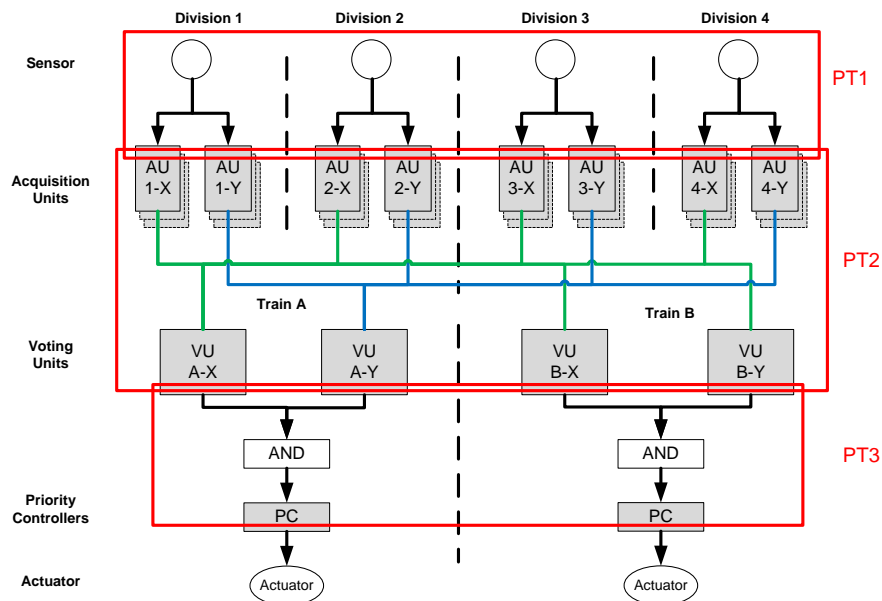 Division 1
Division 2
Division 3
Division 4
Sensor
PT1
Acquisition
Units
AU
1-X
AU
1-Y
AU
2-X
AU
2-Y
AU
3-X
AU
3-Y
AU
4-X
AU
4-Y
PT2
Train A
Train B
Voting
Units
VU
A-X
VU
A-Y
VU
B-X
VU
B-Y
AND
AND
PT3
Priority
Controllers
PC
PC
Actuator
Actuator
Actuator